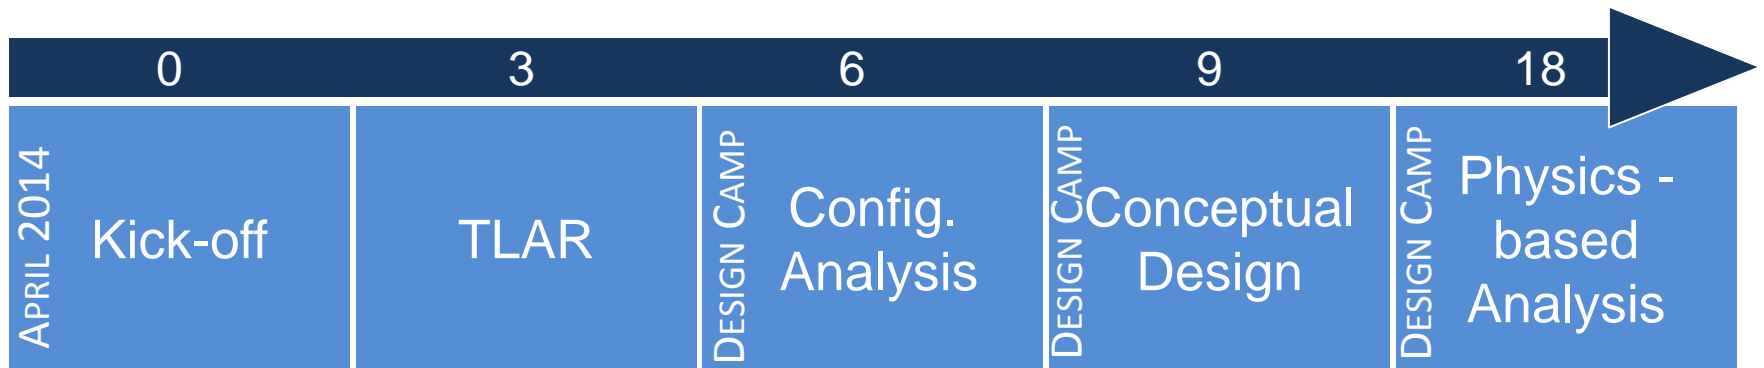 0 3 6 9 18
APRIL 2014
Kick-off
TLAR
DESIGN CAMP
Config.
Analysis
DESIGN CAMP
Conceptual
Design
DESIGN CAMP
Physics -
based
Analysis